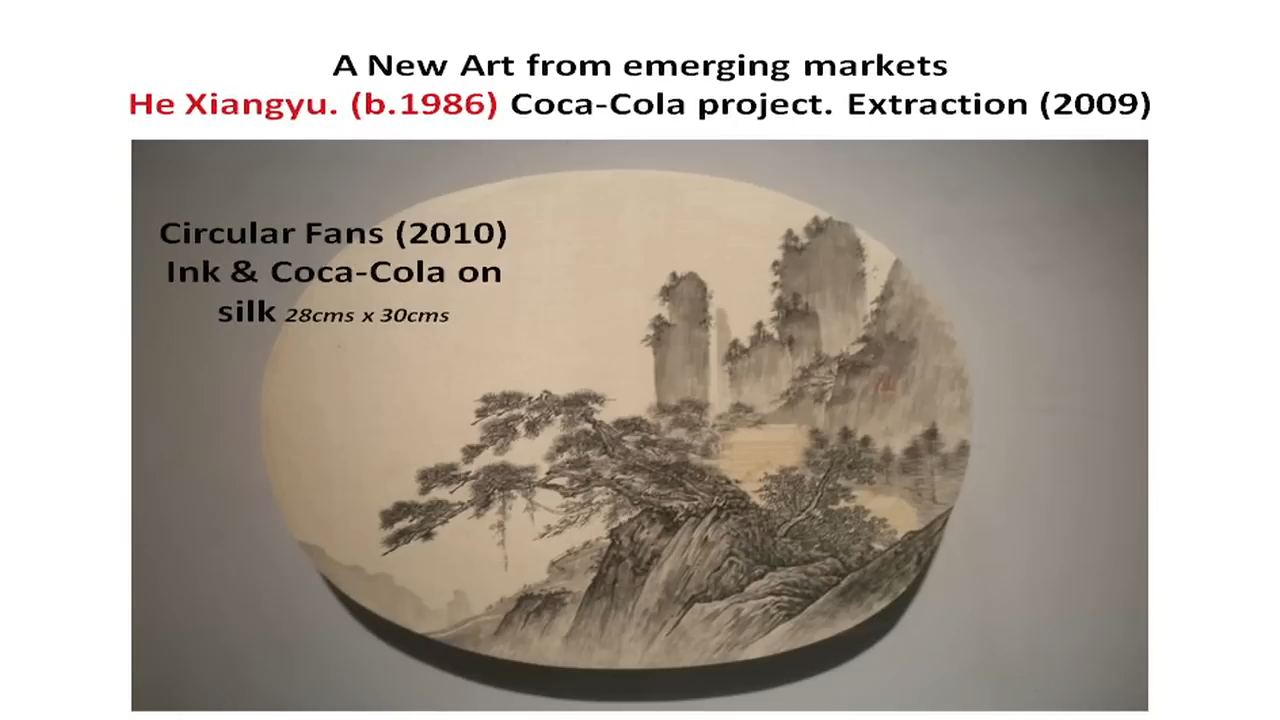 A New Art from emerging markets
He Xiangyu. (b.1986) Coca-Cola project. Extraction (2009)
Circular Fans (2010)
Ink & Coca-Cola on
silk 28cms x 30cms